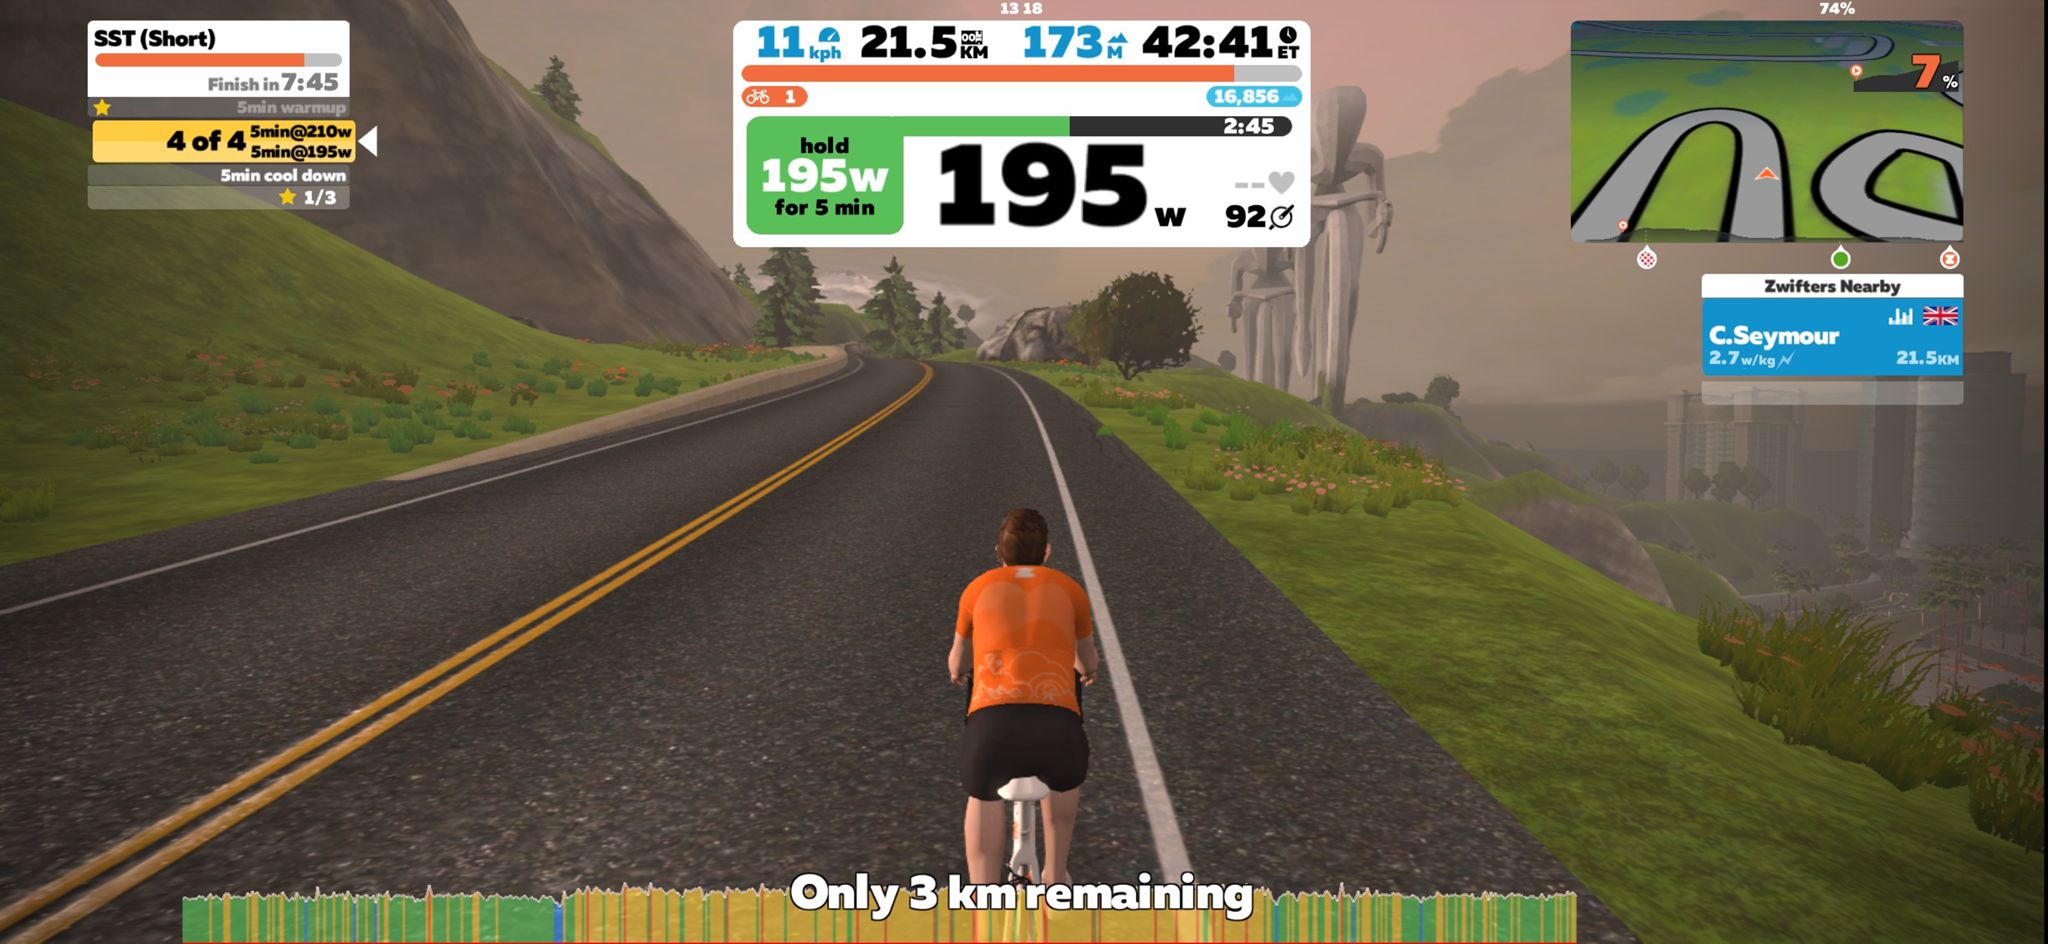 13 18
74%
SST (Short)
Finish in 7:45
5min warmup
4 of 4
5min@210w
5min@195w
5min cool down
1/3
11 kph 21.5 KM 173 M 42:41 ET
1
16,856
2:45
hold
195w
for 5 min
195 w
--
92
7 %
Zwifters Nearby
C.Seymour
2.7 w/kg 21.5 KM
Only 3 km remaining